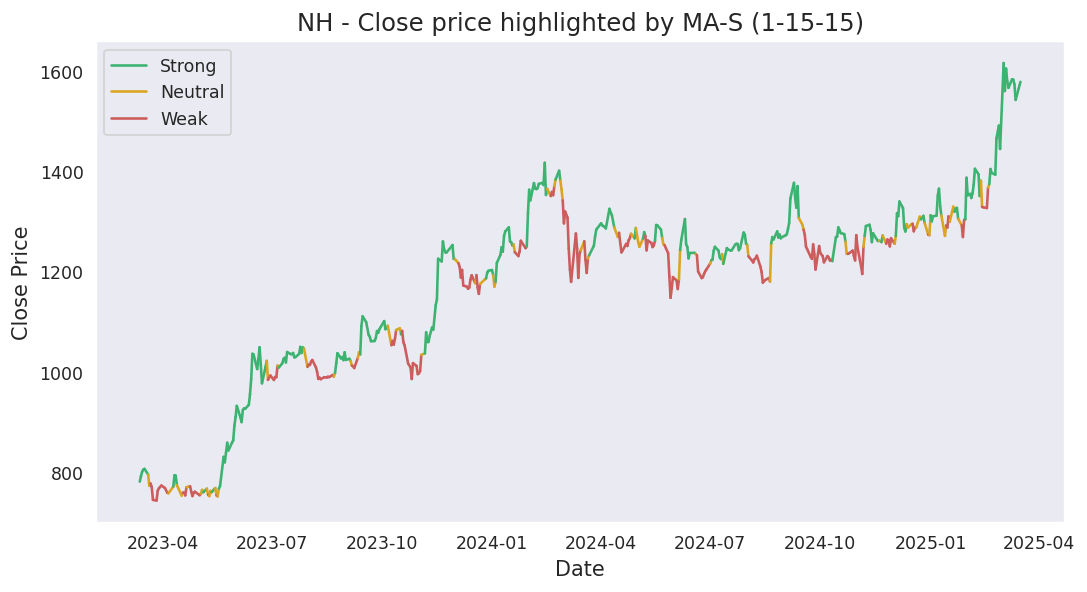 NH - Close price highlighted by MA-S (1-15-15)
Strong
Neutral
Weak
Close Price
1600
1400
1200
1000
800
2023-04 2023-07 2023-10 2024-01 2024-04 2024-07 2024-10 2025-01 2025-04
Date